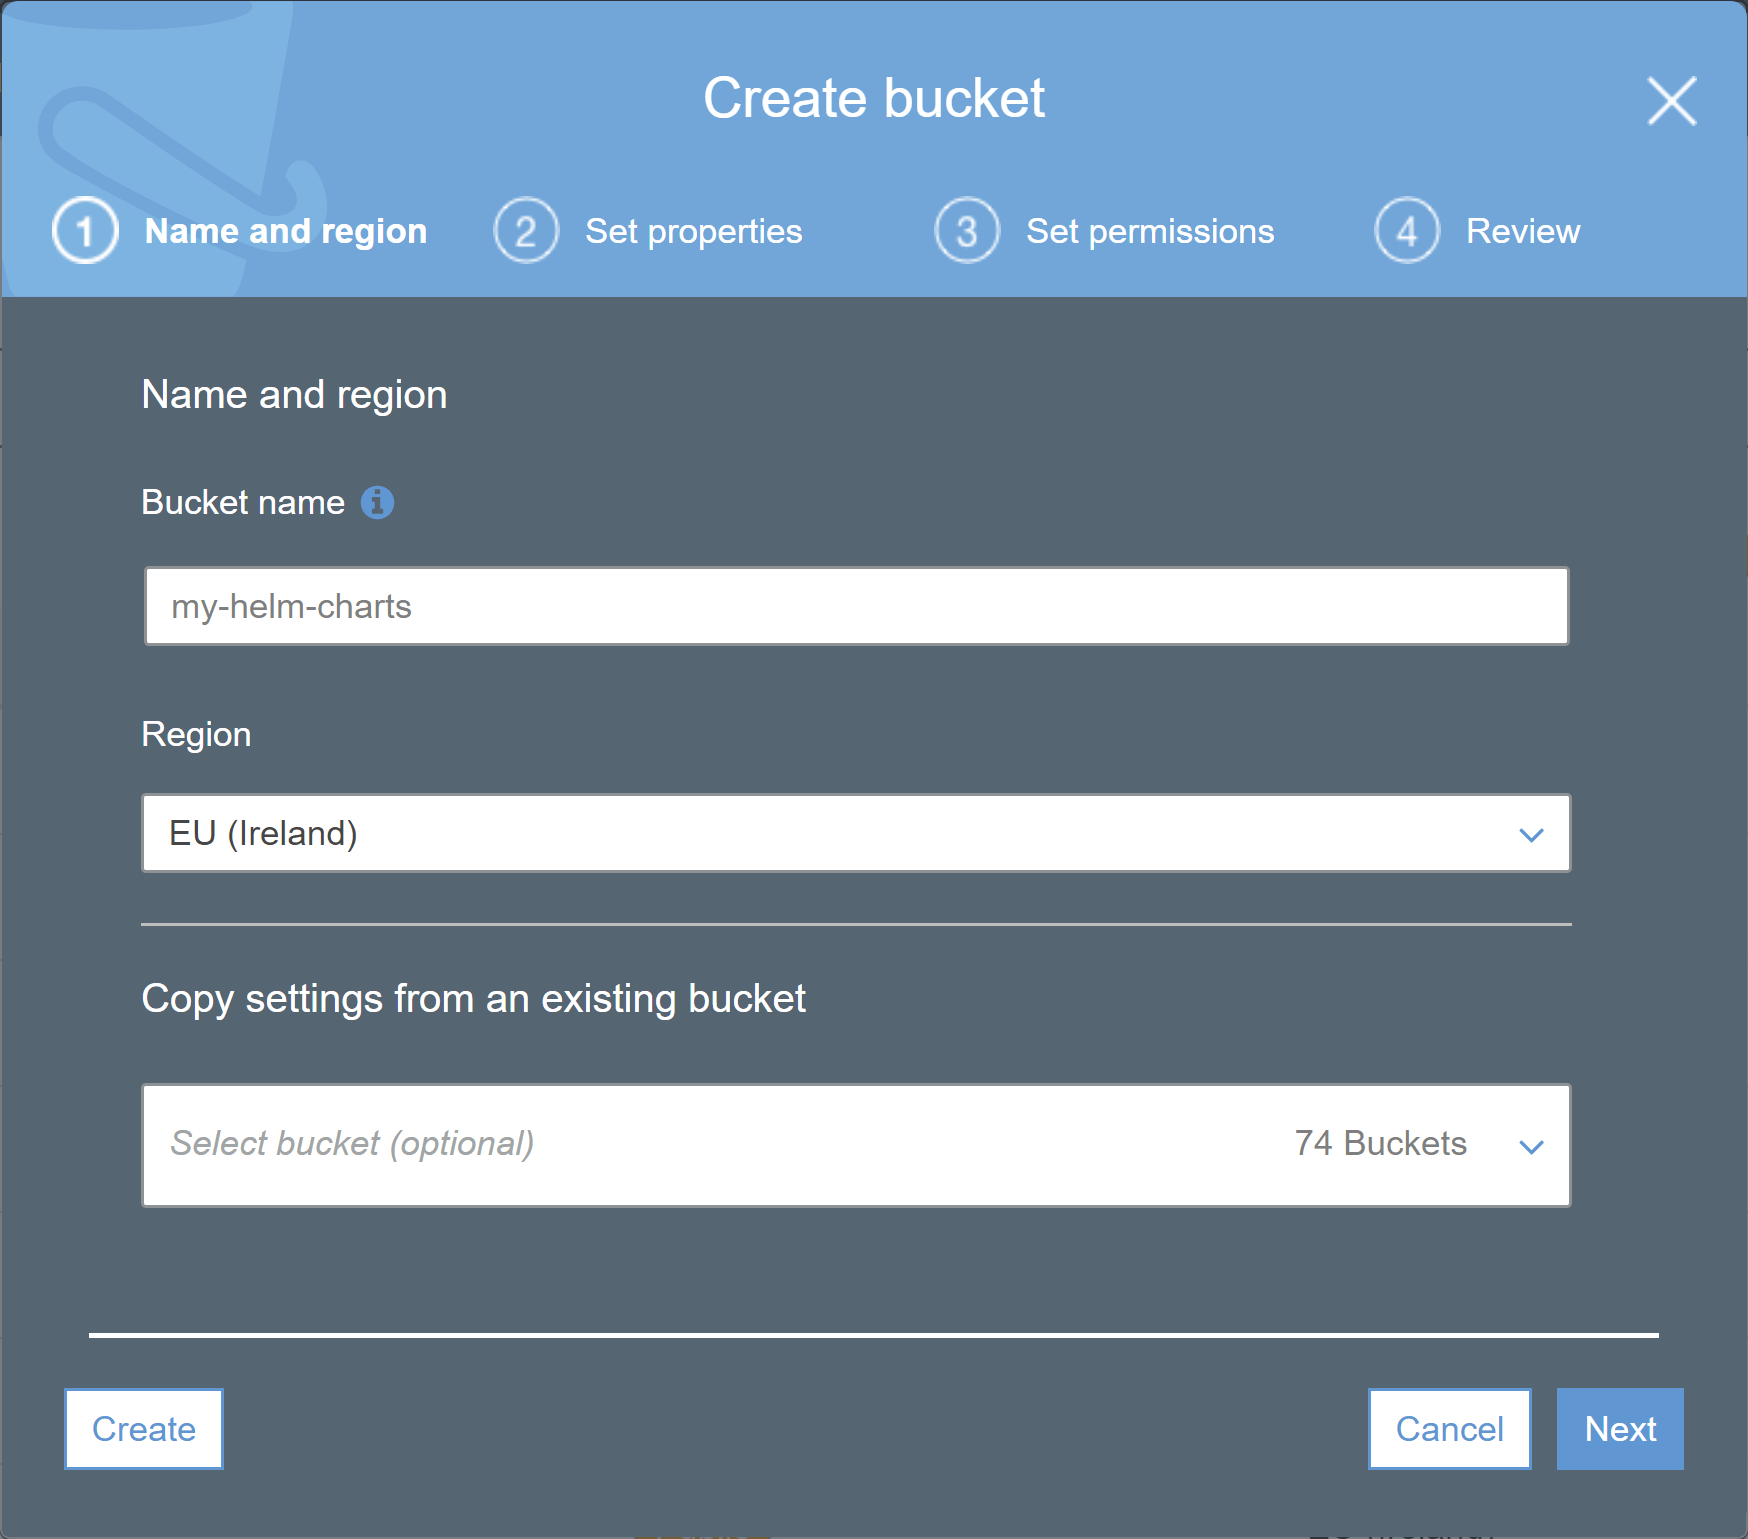 Create bucket
1 Name and region
2 Set properties
3 Set permissions
4 Review
Name and region
Bucket name
my-helm-charts
Region
EU (Ireland)
Copy settings from an existing bucket
Select bucket (optional) 74 Buckets
Create Cancel Next